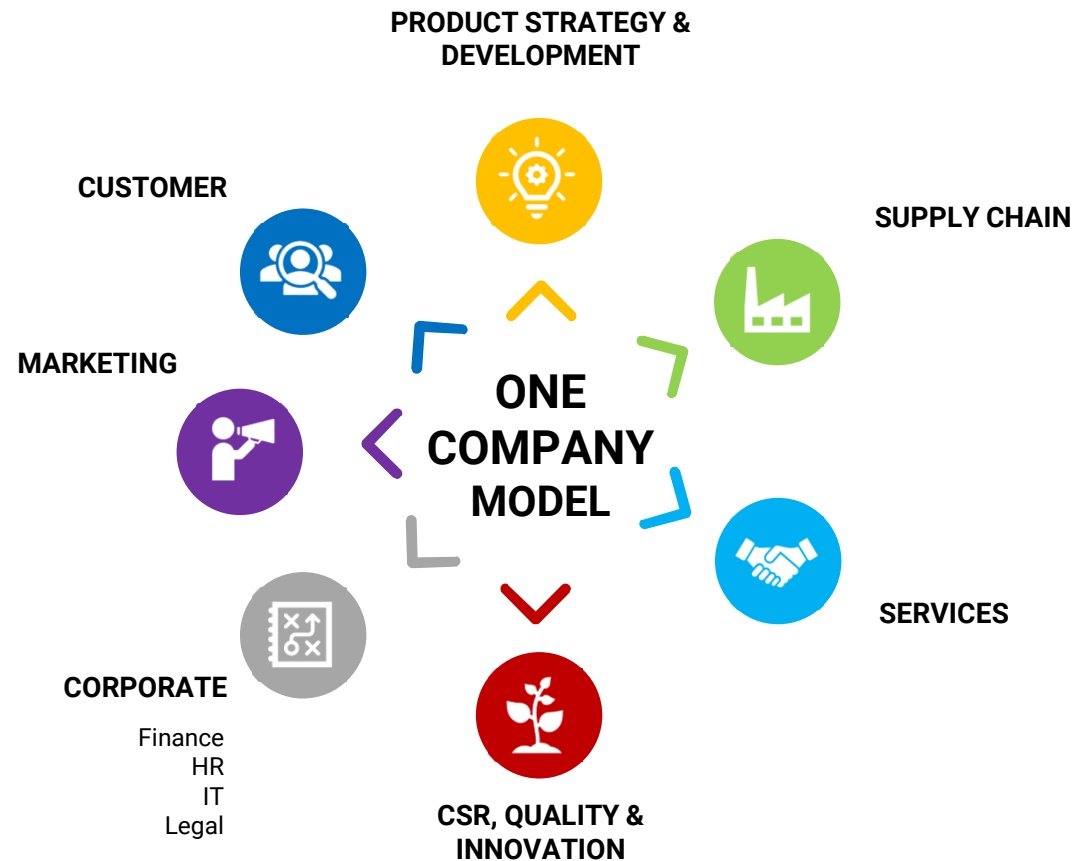 PRODUCT STRATEGY &
DEVELOPMENT
CUSTOMER
SUPPLY CHAIN
MARKETING
ONE
COMPANY
MODEL
SERVICES
CORPORATE
Finance
HR
IT
Legal
CSR, QUALITY &
INNOVATION